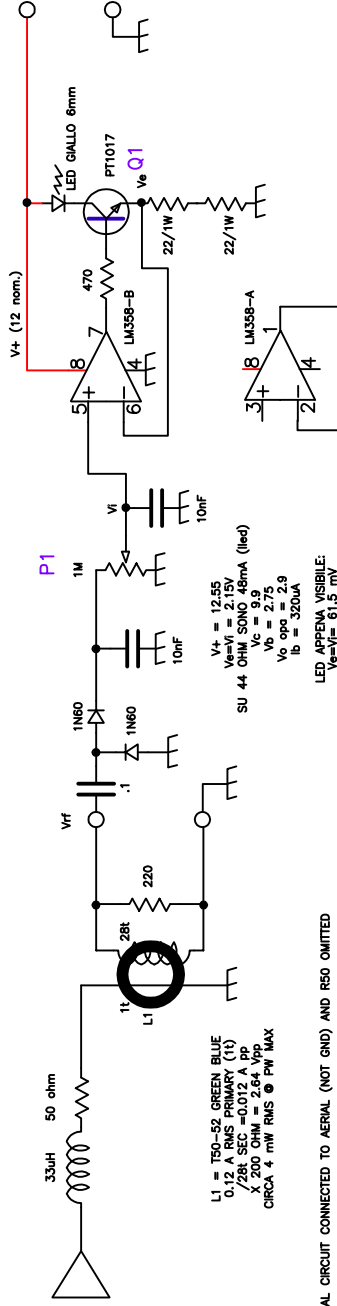 33uH
50 ohm
1t
28t
L1
220
Vrf
.1
1N60
1N60
10nF
P1
1M
Vi
10nF
5
6
+
−
8
7
4
LM358-B
470
V+ (12 nom.)
LED GIALLO 6mm
PT1017
Q1
Ve
22/1W
22/1W
3
2
+
−
8
1
4
LM358-A
L1 = T50-52 GREEN BLUE
0.12 A RMS PRIMARY (1t)
/28t SEC =0.012 A pp
X 200 OHM = 2.64 Vpp
CIRCA 4 mW RMS @ PW MAX
V+ = 12.55
Ve=Vi = 2.15V
SU 44 OHM SONO 48mA (Iled)
Vc = 9.9
Vb = 2.75
Vo opa = 2.9
Ib = 320uA
LED APPENA VISIBILE:
Ve=Vi= 61.5 mV
AL CIRCUIT CONNECTED TO AERIAL (NOT GND) AND R50 OMITTED